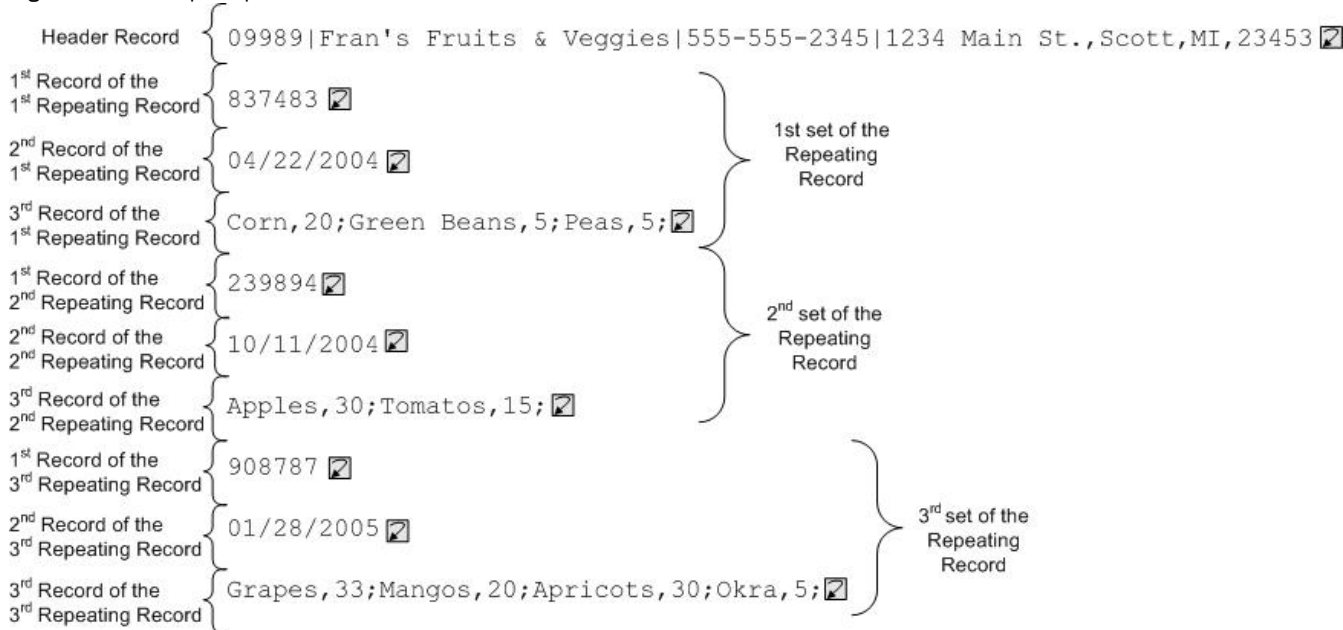 Header Record
09989|Fran's Fruits & Veggies|555-555-2345|1234 Main St.,Scott,MI,23453
1st Record of the
1st Repeating Record
837483
2nd Record of the
1st Repeating Record
04/22/2004
3rd Record of the
1st Repeating Record
Corn,20;Green Beans,5;Peas,5;
1st set of the
Repeating
Record
1st Record of the
2nd Repeating Record
239894
2nd Record of the
2nd Repeating Record
10/11/2004
3rd Record of the
2nd Repeating Record
Apples,30;Tomatos,15;
2nd set of the
Repeating
Record
1st Record of the
3rd Repeating Record
908787
2nd Record of the
3rd Repeating Record
01/28/2005
3rd Record of the
3rd Repeating Record
Grapes,33;Mangos,20;Apricots,30;Okra,5;
3rd set of the
Repeating
Record